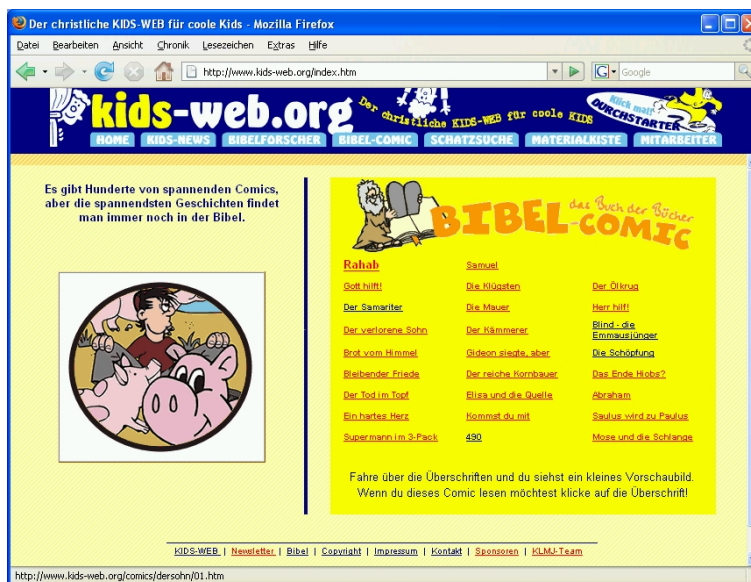 Der christliche KIDS-WEB für coole Kids - Mozilla Firefox
Datei Bearbeiten Ansicht Chronik Lesezeichen Extras Hilfe
http://www.kids-web.org/index.htm
Google
kids-web.org
Der christliche KIDS-WEB für coole KIDS
Klick mal!
DURCHSTARTER
HOME KIDS-NEWS BIBELFORSCHER BIBEL-COMIC SCHATZSUCHE MATERIALKISTE MITARBEITER
Es gibt Hunderte von spannenden Comics,
aber die spannendsten Geschichten findet
man immer noch in der Bibel.
das Buch der Bücher
BIBEL-COMIC
Rahab Samuel
Gott hilft! Die Klügsten Der Ölkrug
Der Samariter Die Mauer Herr hilf!
Der verlorene Sohn Der Kämmerer Blind - die
Emmausjünger
Brot vom Himmel Gideon siegte, aber Die Schöpfung
Bleibender Friede Der reiche Kornbauer Das Ende Hiobs?
Der Tod im Topf Elisa und die Quelle Abraham
Ein hartes Herz Kommst du mit Saulus wird zu Paulus
Supermann im 3-Pack 490 Mose und die Schlange
Fahre über die Überschriften und du siehst ein kleines Vorschaubild.
Wenn du dieses Comic lesen möchtest klicke auf die Überschrift!
KIDS-WEB | Newsletter | Bibel | Copyright | Impressum | Kontakt | Sponsoren | KLMJ-Team
http://www.kids-web.org/comics/dersohn/01.htm